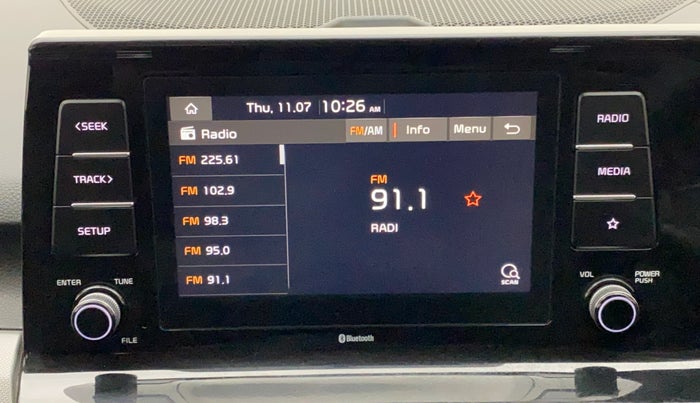 Thu, 11.07 10:26 AM
<SEEK
TRACK>
SETUP
ENTER TUNE
FILE
Radio FM/AM Info Menu
FM 225.61
FM 102.9
FM 98.3
FM 95.0
FM 91.1
FM
91.1
RADI
SCAN
RADIO
MEDIA
VOL POWER
PUSH
Bluetooth